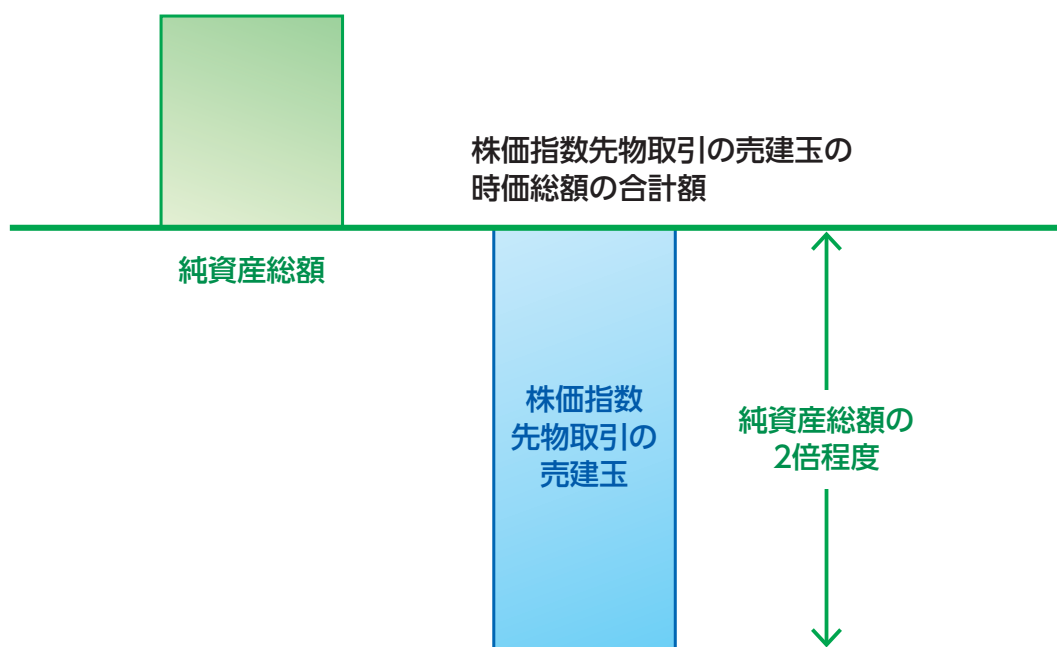 株価指数先物取引の売建玉の
時価総額の合計額
純資産総額
株価指数
先物取引の
売建玉
純資産総額の
2倍程度